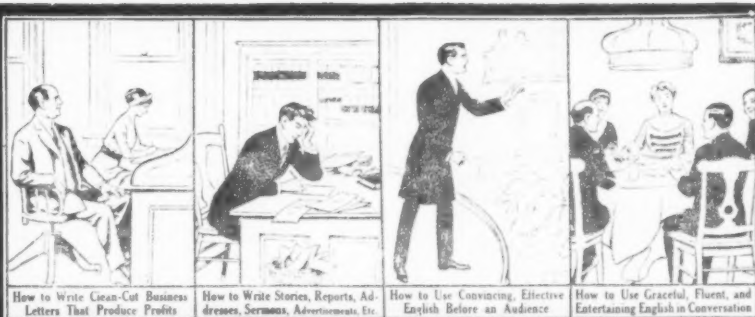 How to Write Clean-Cut Business
Letters That Produce Profits
How to Write Stories, Reports, Ad-
dresses, Sermons, Advertisements, Etc.
How to Use Convincing, Effective
English Before an Audience
How to Use Graceful, Fluent, and
Entertaining English in Conversation